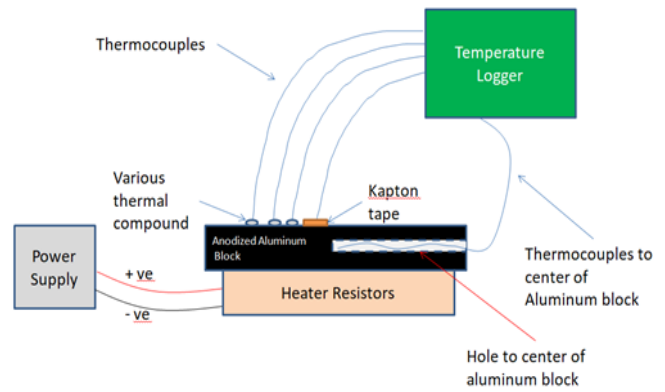 Thermocouples
Temperature
Logger
Various
thermal
compound
Kapton
tape
Anodized Aluminum
Block
Power
Supply
+ ve
- ve
Heater Resistors
Thermocouples to
center of
Aluminum block
Hole to center of
aluminum block